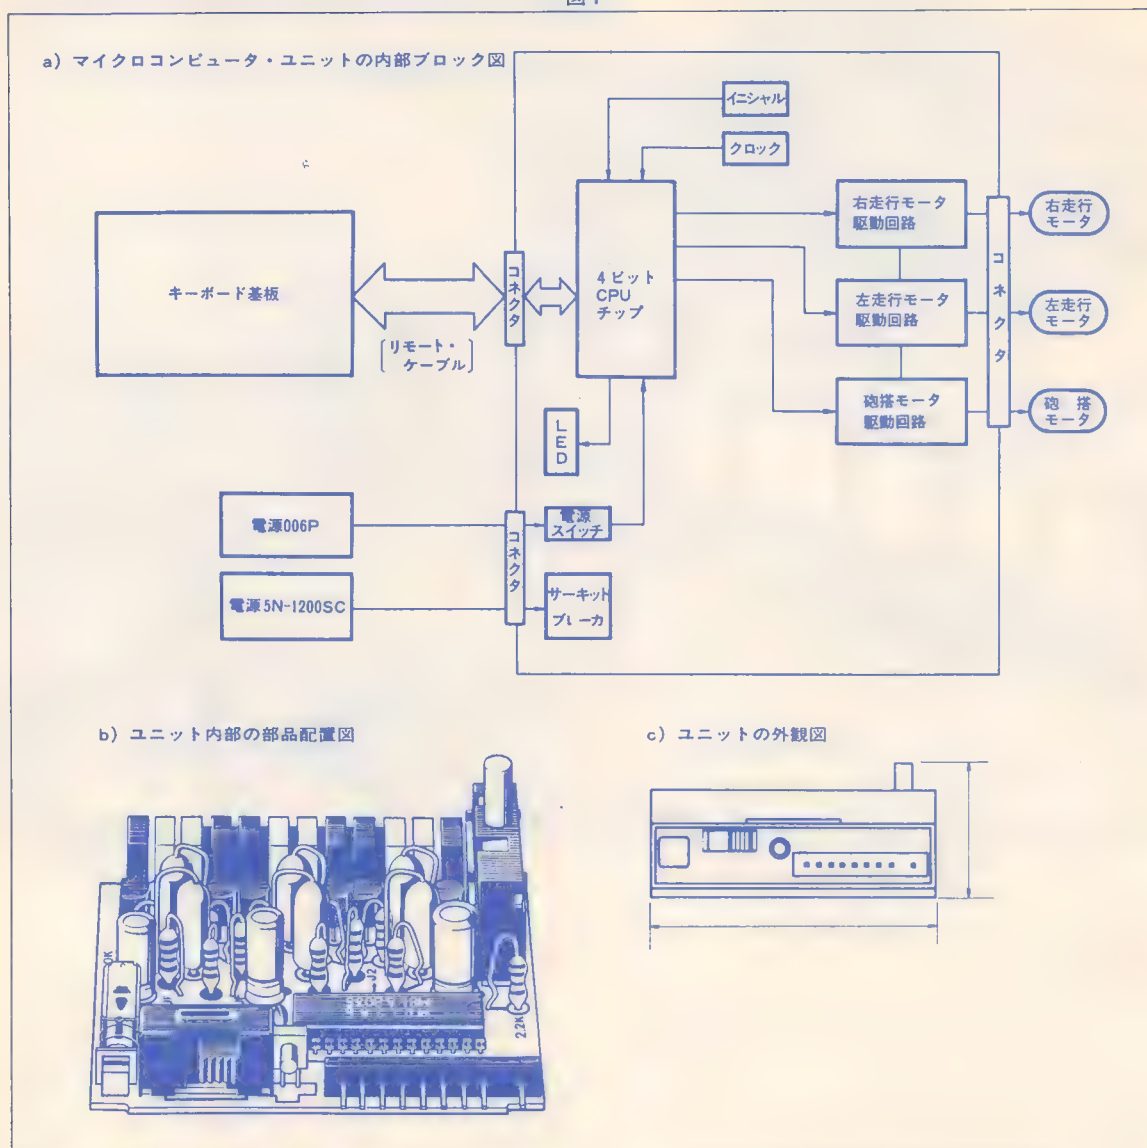 図1
a) マイクロコンピュータ・ユニットの内部ブロック図
イニシャル
クロック
キーボード基板
リモート・
ケーブル
コネクタ
4ビット
CPU
チップ
右走行モータ
駆動回路
左走行モータ
駆動回路
砲搭モータ
駆動回路
コネクタ
右走行
モータ
左走行
モータ
砲搭
モータ
LED
電源006P
電源5N-1200SC
コネクタ
電源
スイッチ
サーキット
ブレーカ
b) ユニット内部の部品配置図
c) ユニットの外観図
OK
J2
2.2K